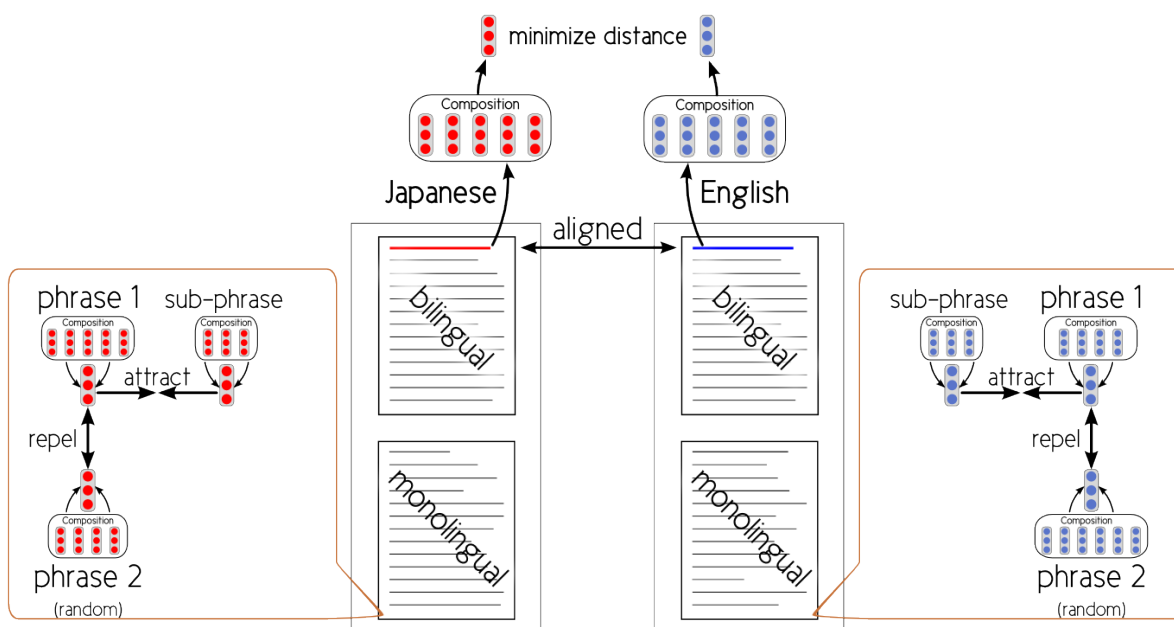 minimize distance
Composition
Composition
Japanese
English
aligned
bilingual
bilingual
monolingual
monolingual
phrase 1
sub-phrase
Composition
Composition
attract
repel
Composition
phrase 2
(random)
sub-phrase
phrase 1
Composition
Composition
attract
repel
Composition
phrase 2
(random)